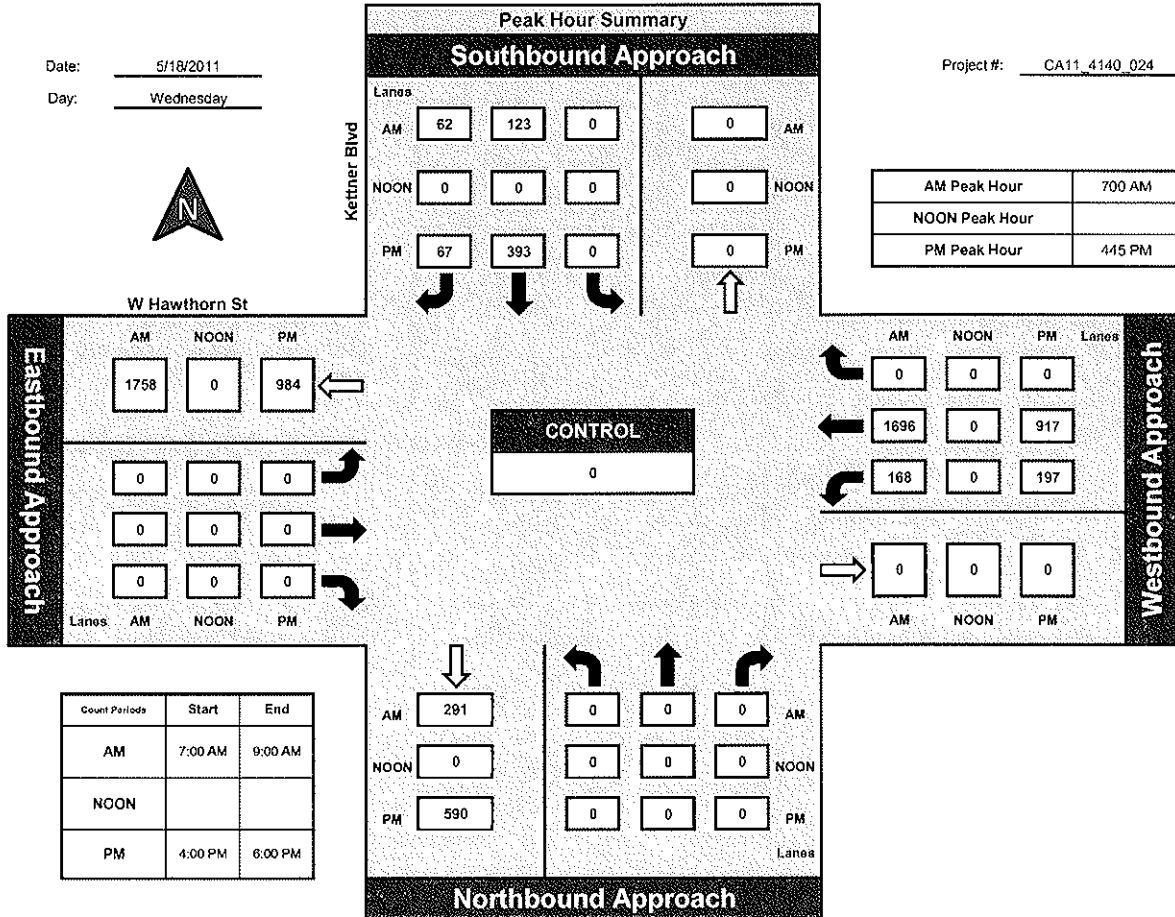 Peak Hour Summary
Southbound Approach
Date: 5/18/2011
Day: Wednesday
Project #: CA11_4140_024
N
Kettner Blvd
Lanes
AM 62 123 0 0 AM
NOON 0 0 0 0 NOON
PM 67 393 0 0 PM
AM Peak Hour 700 AM
NOON Peak Hour
PM Peak Hour 445 PM
W Hawthorn St
Eastbound Approach
AM NOON PM
1758 0 984
0 0 0
0 0 0
0 0 0
Lanes AM NOON PM
CONTROL
0
AM NOON PM Lanes
0 0 0
1696 0 917
168 0 197
0 0 0
AM NOON PM
Westbound Approach
Count Periods Start End
AM 7:00 AM 9:00 AM
NOON
PM 4:00 PM 6:00 PM
AM 291 0 0 0 AM
NOON 0 0 0 0 NOON
PM 590 0 0 0 PM
Lanes
Northbound Approach